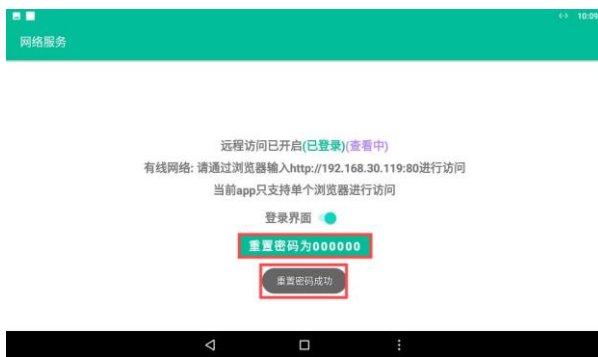 10:09
网络服务
远程访问已开启(已登录)(查看中)
有线网络: 请通过浏览器输入http://192.168.30.119:80进行访问
当前app只支持单个浏览器进行访问
登录界面
重置密码为000000
重置密码成功